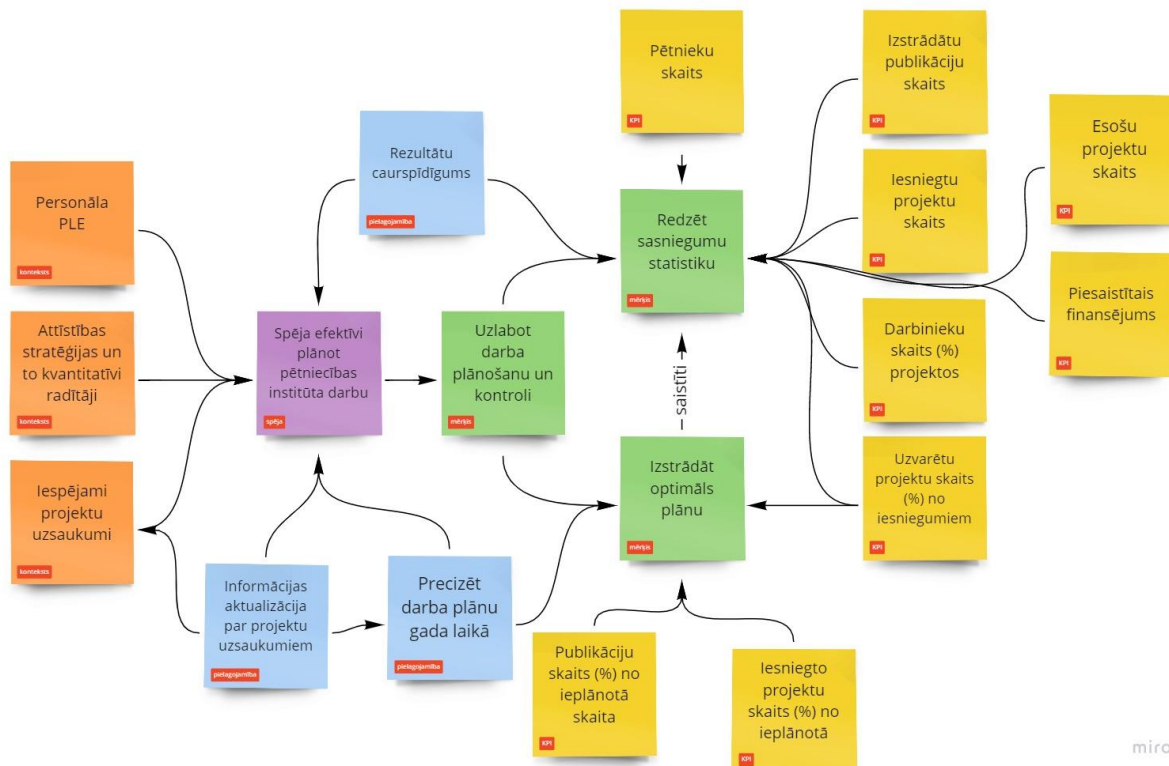 Pētnieku
skaits
KPI
Izstrādātu
publikāciju
skaits
KPI
Esošu
projektu
skaits
KPI
Rezultātu
caurspīdīgums
pielagojamība
Personāla
PLE
konteksts
Redzēt
sasniegumu
statistiku
mērķis
Iesniegtu
projektu
skaits
KPI
Piesaistītais
finansējums
KPI
Attīstības
stratēģijas un
to kvantitatīvi
radītāji
konteksts
Spēja efektīvi
plānot
pētniecības
institūta darbu
spēja
Uzlabot
darba
plānošanu un
kontroli
mērķis
Darbinieku
skaits (%)
projektos
KPI
saistīti
Iespējami
projektu
uzsaukumi
konteksts
Izstrādāt
optimāls
plānu
mērķis
Uzvarētu
projektu skaits
(%) no
iesniegumiem
KPI
Informācijas
aktualizācija
par projektu
uzsaukumiem
pielagojamība
Precizēt
darba plānu
gada laikā
pielagojamība
Publikāciju
skaits (%) no
ieplānotā
skaita
KPI
Iesniegto
projektu
skaits (%) no
ieplānotā
KPI
miro